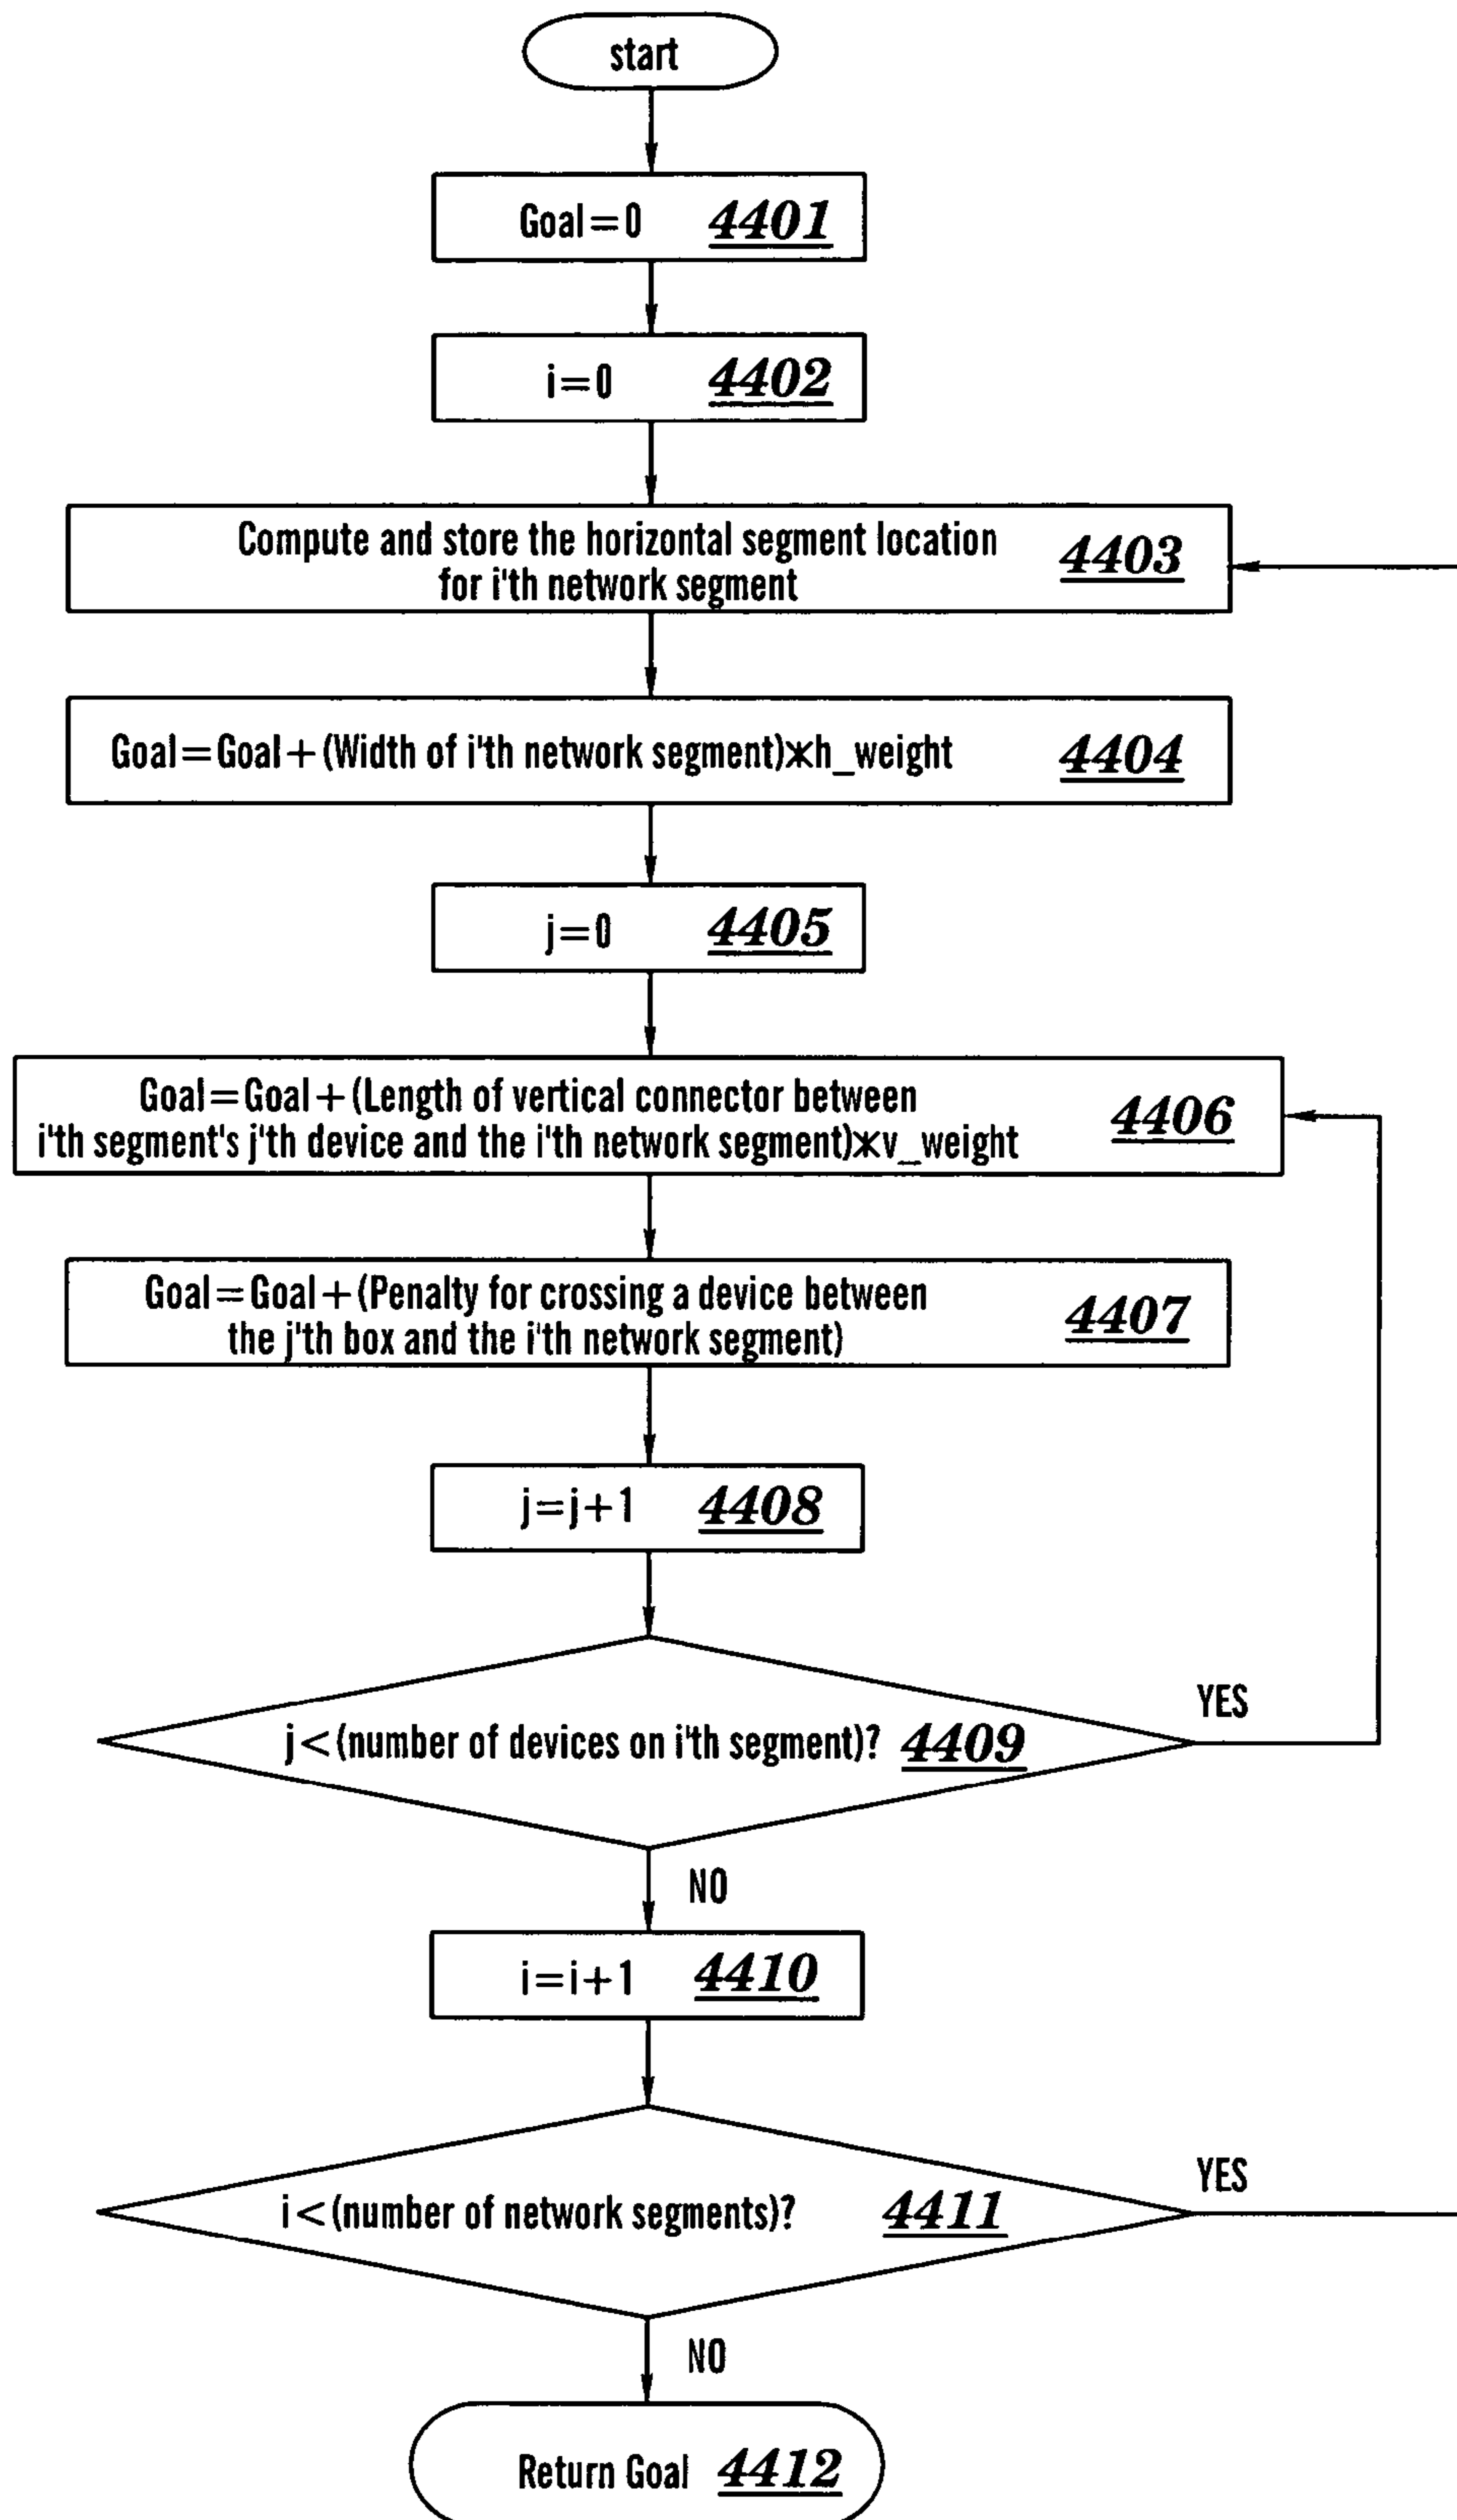 start
Goal=0 4401
i=0 4402
Compute and store the horizontal segment location
for i'th network segment 4403
Goal=Goal+(Width of i'th network segment)*h_weight 4404
j=0 4405
Goal=Goal+(Length of vertical connector between
i'th segment's j'th device and the i'th network segment)*v_weight 4406
Goal=Goal+(Penalty for crossing a device between
the j'th box and the i'th network segment) 4407
j=j+1 4408
j<(number of devices on i'th segment)? 4409
YES
NO
i=i+1 4410
i<(number of network segments)? 4411
YES
NO
Return Goal 4412